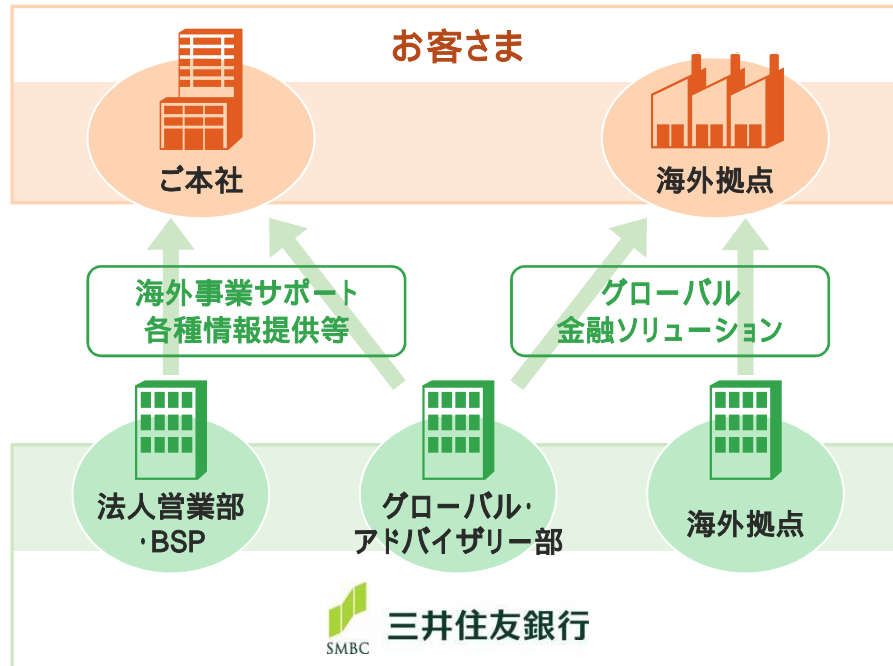 お客さま
ご本社
海外拠点
海外事業サポート
各種情報提供等
グローバル
金融ソリューション
法人営業部
・BSP
グローバル・
アドバイザリー部
海外拠点
SMBC
三井住友銀行